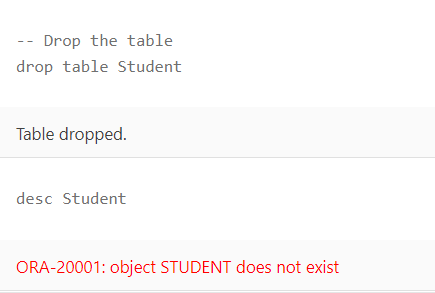 -- Drop the table
drop table Student
Table dropped.
desc Student
ORA-20001: object STUDENT does not exist